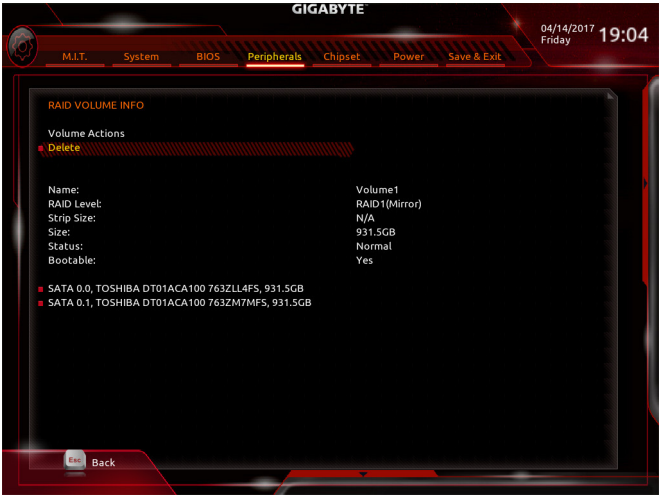 GIGABYTE
04/14/2017
Friday
19:04
M.I.T. System BIOS Peripherals Chipset Power Save & Exit
RAID VOLUME INFO
Volume Actions
Delete
Name: Volume1
RAID Level: RAID1(Mirror)
Strip Size: N/A
Size: 931.5GB
Status: Normal
Bootable: Yes
SATA 0.0, TOSHIBA DT01ACA100 763ZLL4FS, 931.5GB
SATA 0.1, TOSHIBA DT01ACA100 763ZM7MFS, 931.5GB
Esc Back